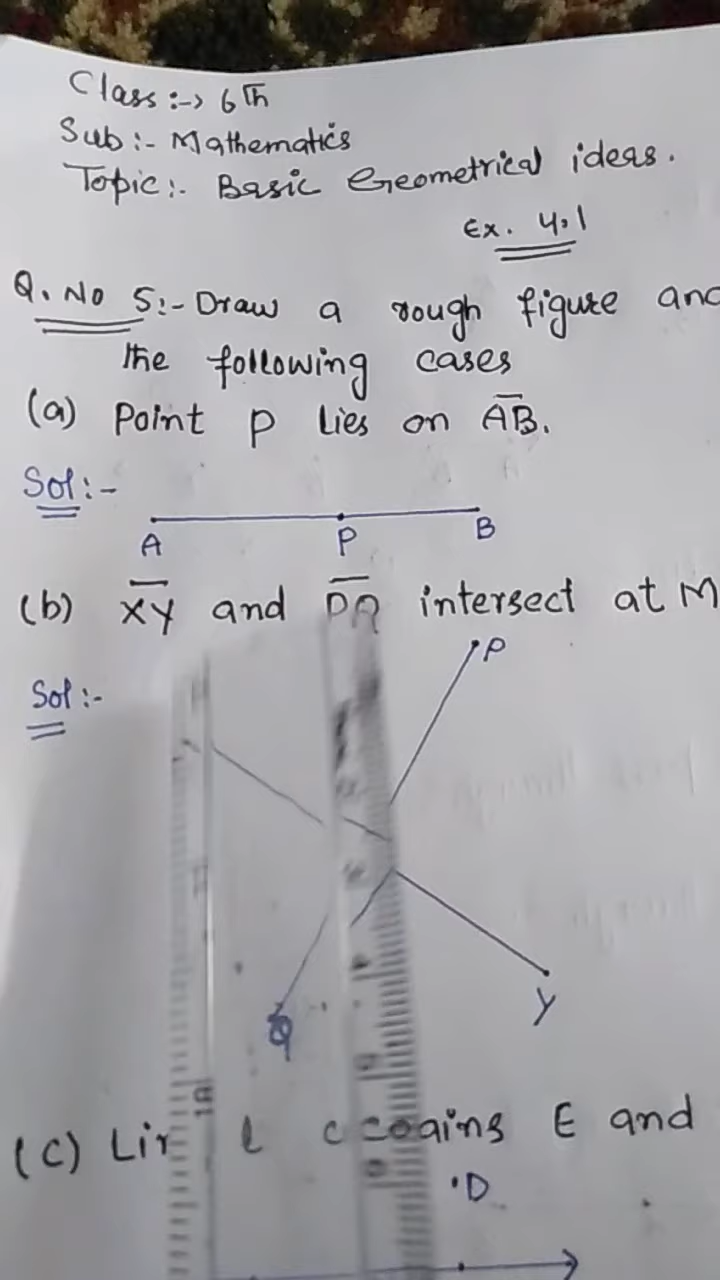 Class :-> 6th
Sub :- Mathematics
Topic :- Basic Geometrical ideas.
Ex. 4.1
Q. No 5:- Draw a rough figure and
the following cases
(a) Point P lies on AB.
Sol :-
A P B
(b) XY and PQ intersect at M
Sol :-
P
Q
Y
(c) l E and
.D